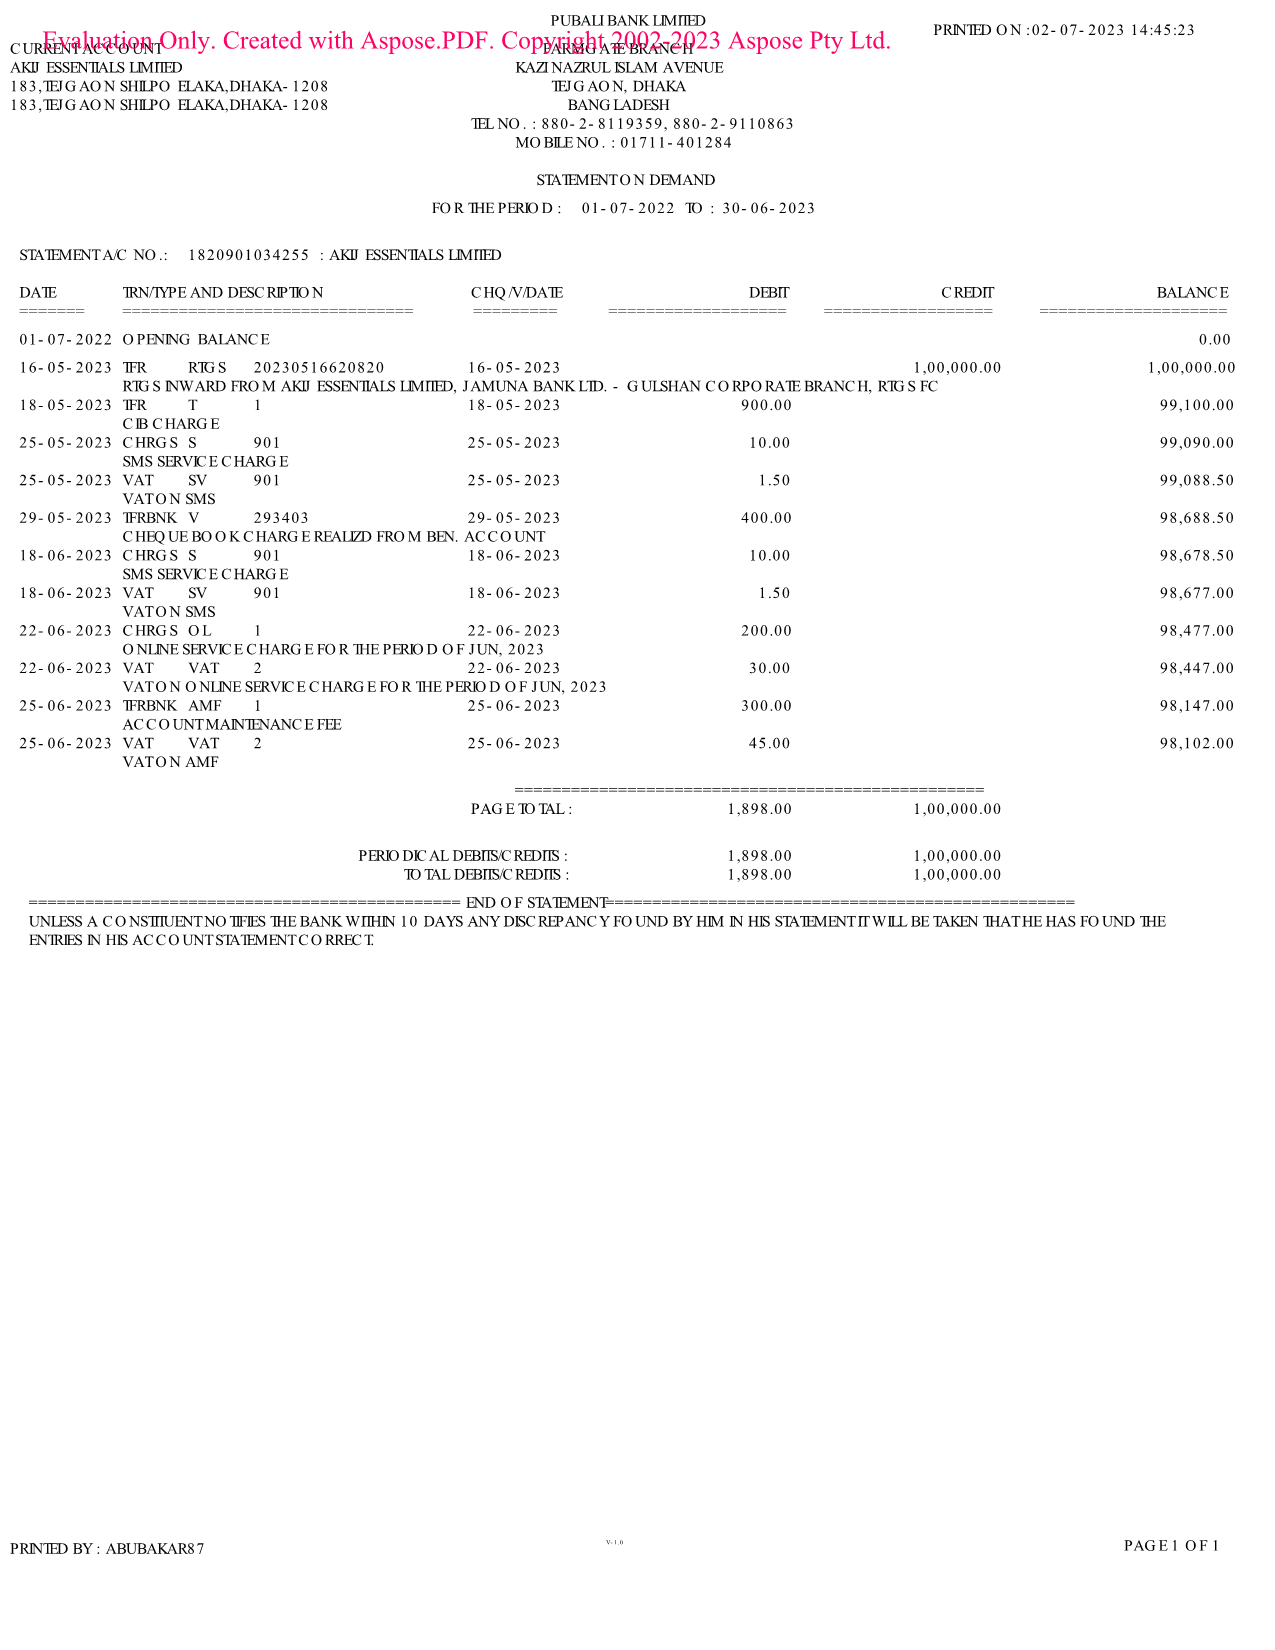 PUBALI BANK LIMITED
PRINTED ON :02-07-2023 14:45:23
Evaluation Only. Created with Aspose.PDF. Copyright 2002-2023 Aspose Pty Ltd.
CURRENT ACCOUNT FARMGATE BRANCH
AKIJ ESSENTIALS LIMITED KAZI NAZRUL ISLAM AVENUE
183,TEJGAON SHILPO ELAKA,DHAKA-1208 TEJGAON, DHAKA
183,TEJGAON SHILPO ELAKA,DHAKA-1208 BANGLADESH
TEL NO. : 880-2-8119359, 880-2-9110863
MOBILE NO. : 01711-401284
STATEMENT ON DEMAND
FOR THE PERIOD : 01-07-2022 TO : 30-06-2023
STATEMENT A/C NO.: 1820901034255 : AKIJ ESSENTIALS LIMITED
DATE TRN/TYPE AND DESCRIPTION CHQ/V/DATE DEBIT CREDIT BALANCE
======= =============================== ========= =================== ================== ====================
01-07-2022 OPENING BALANCE 0.00
16-05-2023 TFR RTGS 20230516620820 16-05-2023 1,00,000.00 1,00,000.00
RTGS INWARD FROM AKIJ ESSENTIALS LIMITED, JAMUNA BANK LTD. - GULSHAN CORPORATE BRANCH, RTGS FC
18-05-2023 TFR T 1 18-05-2023 900.00 99,100.00
CIB CHARGE
25-05-2023 CHRGS S 901 25-05-2023 10.00 99,090.00
SMS SERVICE CHARGE
25-05-2023 VAT SV 901 25-05-2023 1.50 99,088.50
VAT ON SMS
29-05-2023 TFRBNK V 293403 29-05-2023 400.00 98,688.50
CHEQUE BOOK CHARGE REALIZD FROM BEN. ACCOUNT
18-06-2023 CHRGS S 901 18-06-2023 10.00 98,678.50
SMS SERVICE CHARGE
18-06-2023 VAT SV 901 18-06-2023 1.50 98,677.00
VAT ON SMS
22-06-2023 CHRGS OL 1 22-06-2023 200.00 98,477.00
ONLINE SERVICE CHARGE FOR THE PERIOD OF JUN, 2023
22-06-2023 VAT VAT 2 22-06-2023 30.00 98,447.00
VAT ON ONLINE SERVICE CHARGE FOR THE PERIOD OF JUN, 2023
25-06-2023 TFRBNK AMF 1 25-06-2023 300.00 98,147.00
ACCOUNT MAINTENANCE FEE
25-06-2023 VAT VAT 2 25-06-2023 45.00 98,102.00
VAT ON AMF
==================================================
PAGE TOTAL : 1,898.00 1,00,000.00
PERIODICAL DEBITS/CREDITS : 1,898.00 1,00,000.00
TOTAL DEBITS/CREDITS : 1,898.00 1,00,000.00
============================================== END OF STATEMENT==================================================
UNLESS A CONSTITUENT NOTIFIES THE BANK WITHIN 10 DAYS ANY DISCREPANCY FOUND BY HIM IN HIS STATEMENT IT WILL BE TAKEN THAT HE HAS FOUND THE
ENTRIES IN HIS ACCOUNT STATEMENT CORRECT.
PRINTED BY : ABUBAKAR87 V-1.0 PAGE 1 OF 1